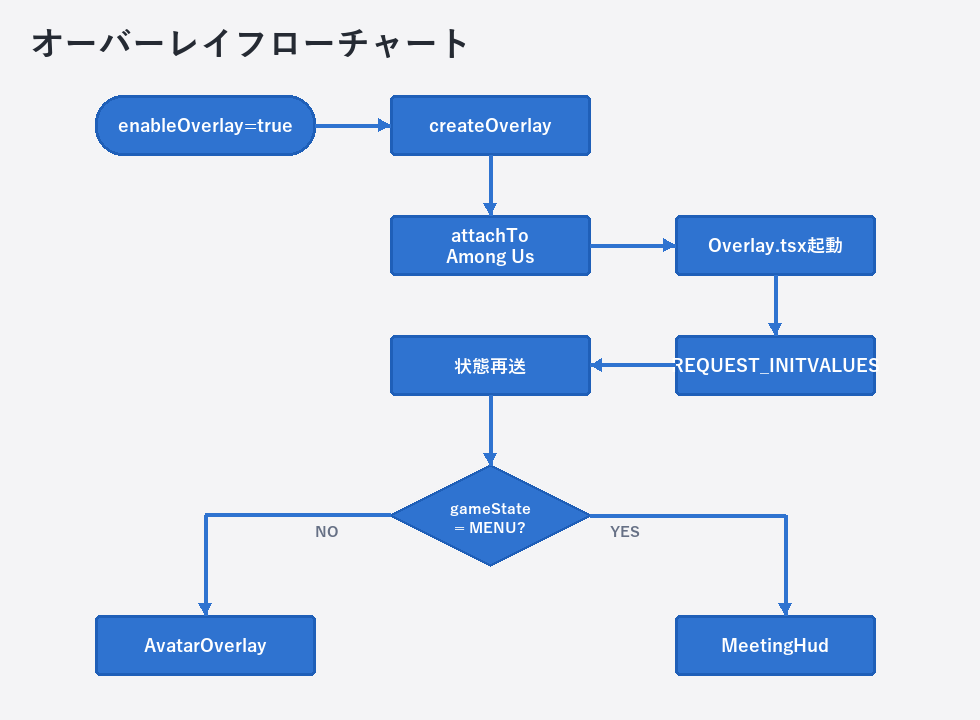 オーバーレイフローチャート
enableOverlay=true
createOverlay
attachTo
Among Us
Overlay.tsx起動
REQUEST_INITVALUES
状態再送
gameState
= MENU?
NO
YES
AvatarOverlay
MeetingHud